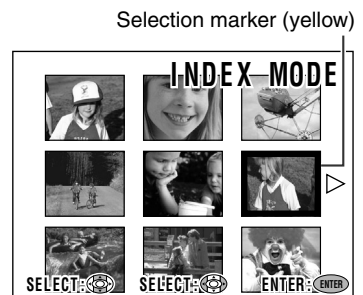 Selection marker (yellow)
INDEX MODE
SELECT: SELECT: ENTER: ENTER